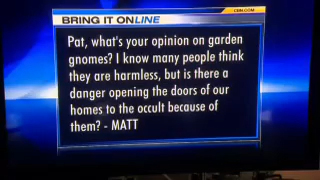 BRING IT ONLINE
CBN.COM
Pat, what's your opinion on garden
gnomes? I know many people think
they are harmless, but is there a
danger opening the doors of our
homes to the occult because of
them? - MATT